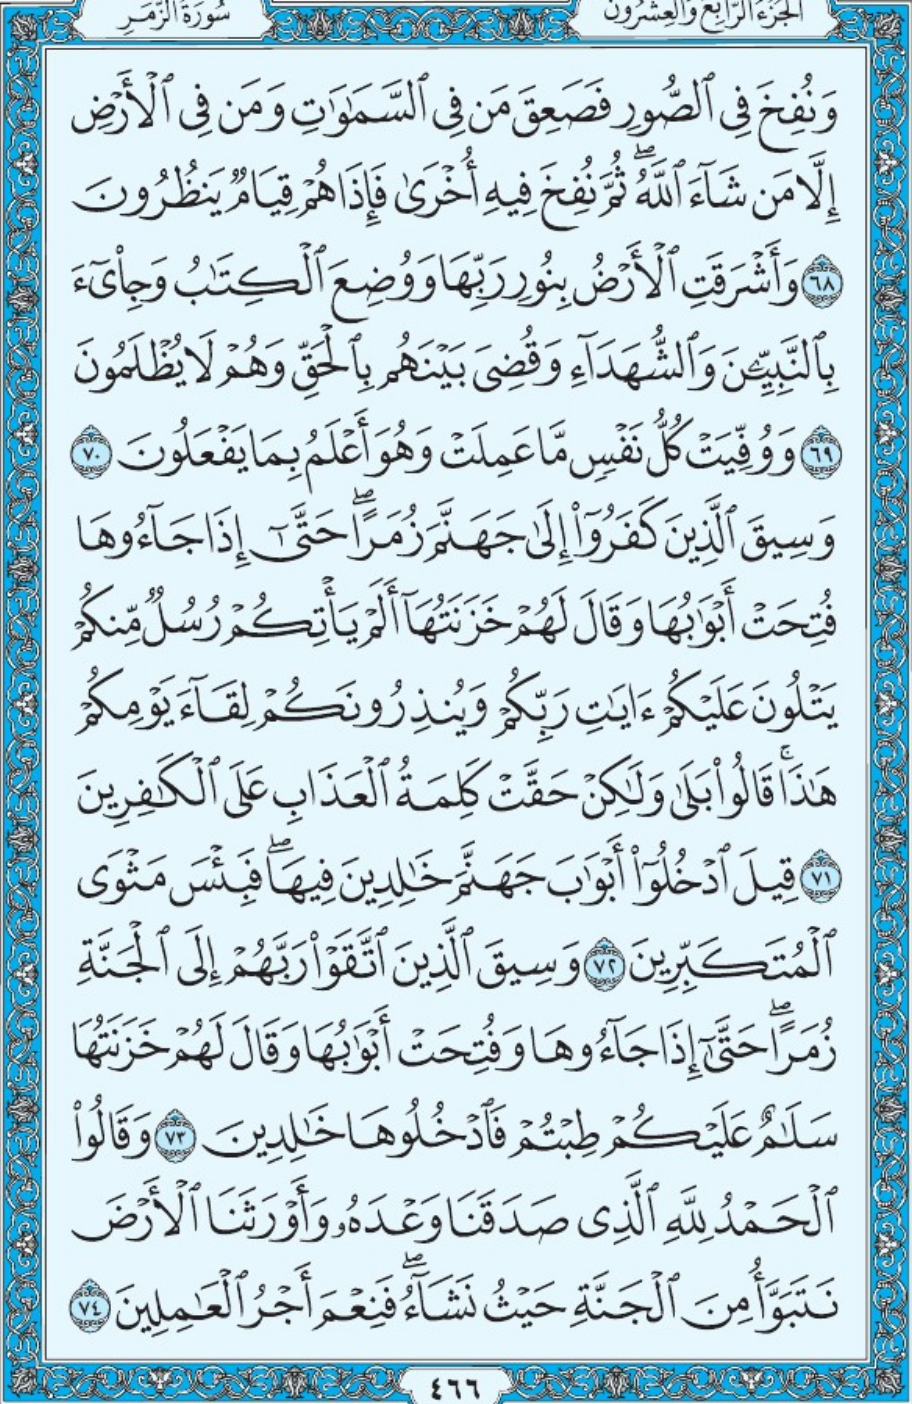 الجزء الرابع والعشرون
سورة الزمر
وَنُفِخَ فِي ٱلصُّورِ فَصَعِقَ مَن فِي ٱلسَّمَٰوَٰتِ وَمَن فِي ٱلْأَرْضِ
إِلَّا مَن شَآءَ ٱللَّهُۖ ثُمَّ نُفِخَ فِيهِ أُخْرَىٰ فَإِذَا هُمْ قِيَامٌ يَنظُرُونَ
٦٨ وَأَشْرَقَتِ ٱلْأَرْضُ بِنُورِ رَبِّهَا وَوُضِعَ ٱلْكِتَٰبُ وَجِا۟يٓءَ
بِٱلنَّبِيِّـۧنَ وَٱلشُّهَدَآءِ وَقُضِيَ بَيْنَهُم بِٱلْحَقِّ وَهُمْ لَا يُظْلَمُونَ
٦٩ وَوُفِّيَتْ كُلُّ نَفْسٍ مَّا عَمِلَتْ وَهُوَ أَعْلَمُ بِمَا يَفْعَلُونَ ٧٠
وَسِيقَ ٱلَّذِينَ كَفَرُوٓا۟ إِلَىٰ جَهَنَّمَ زُمَرًاۖ حَتَّىٰٓ إِذَا جَآءُوهَا
فُتِحَتْ أَبْوَٰبُهَا وَقَالَ لَهُمْ خَزَنَتُهَآ أَلَمْ يَأْتِكُمْ رُسُلٌ مِّنكُمْ
يَتْلُونَ عَلَيْكُمْ ءَايَٰتِ رَبِّكُمْ وَيُنذِرُونَكُمْ لِقَآءَ يَوْمِكُمْ
هَٰذَاۚ قَالُوا۟ بَلَىٰ وَلَٰكِنْ حَقَّتْ كَلِمَةُ ٱلْعَذَابِ عَلَى ٱلْكَٰفِرِينَ
٧١ قِيلَ ٱدْخُلُوٓا۟ أَبْوَٰبَ جَهَنَّمَ خَٰلِدِينَ فِيهَاۖ فَبِئْسَ مَثْوَى
ٱلْمُتَكَبِّرِينَ ٧٢ وَسِيقَ ٱلَّذِينَ ٱتَّقَوْا۟ رَبَّهُمْ إِلَى ٱلْجَنَّةِ
زُمَرًاۖ حَتَّىٰٓ إِذَا جَآءُوهَا وَفُتِحَتْ أَبْوَٰبُهَا وَقَالَ لَهُمْ خَزَنَتُهَا
سَلَٰمٌ عَلَيْكُمْ طِبْتُمْ فَٱدْخُلُوهَا خَٰلِدِينَ ٧٣ وَقَالُوا۟
ٱلْحَمْدُ لِلَّهِ ٱلَّذِي صَدَقَنَا وَعْدَهُۥ وَأَوْرَثَنَا ٱلْأَرْضَ
نَتَبَوَّأُ مِنَ ٱلْجَنَّةِ حَيْثُ نَشَآءُۖ فَنِعْمَ أَجْرُ ٱلْعَٰمِلِينَ ٧٤
٤٦٦